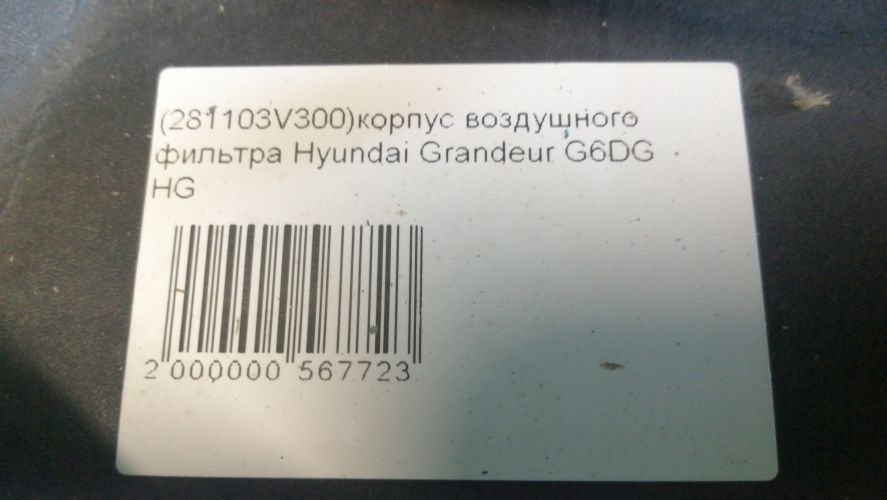 (281103V300)корпус воздушного
фильтра Hyundai Grandeur G6DG
HG
2 000000 567723